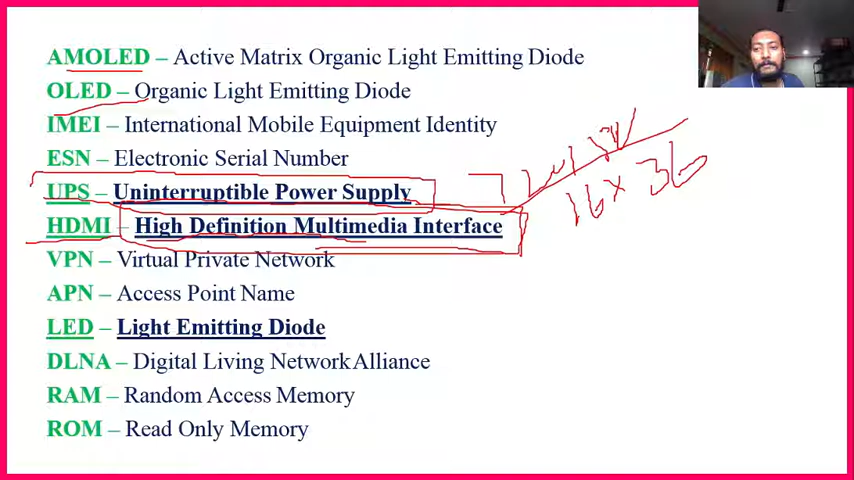 AMOLED – Active Matrix Organic Light Emitting Diode
OLED – Organic Light Emitting Diode
IMEI – International Mobile Equipment Identity
ESN – Electronic Serial Number
UPS – Uninterruptible Power Supply
HDMI – High Definition Multimedia Interface
16 x 36
VPN – Virtual Private Network
APN – Access Point Name
LED – Light Emitting Diode
DLNA – Digital Living Network Alliance
RAM – Random Access Memory
ROM – Read Only Memory